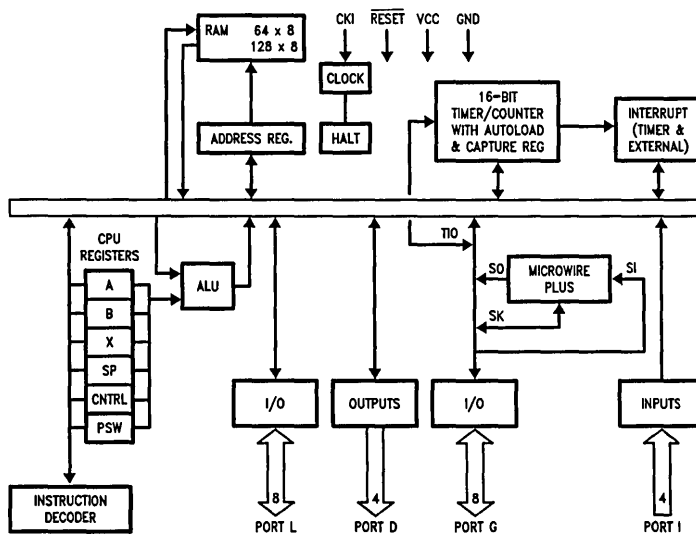 RAM 64 x 8
128 x 8
CKI RESET VCC GND
CLOCK
HALT
ADDRESS REG.
16-BIT
TIMER/COUNTER
WITH AUTOLOAD
& CAPTURE REG
INTERRUPT
(TIMER &
EXTERNAL)
CPU
REGISTERS
A
B
X
SP
CNTRL
PSW
ALU
TIO
SO
MICROWIRE
PLUS
SI
SK
I/O
OUTPUTS
I/O
INPUTS
INSTRUCTION
DECODER
8
4
8
4
PORT L
PORT D
PORT G
PORT I